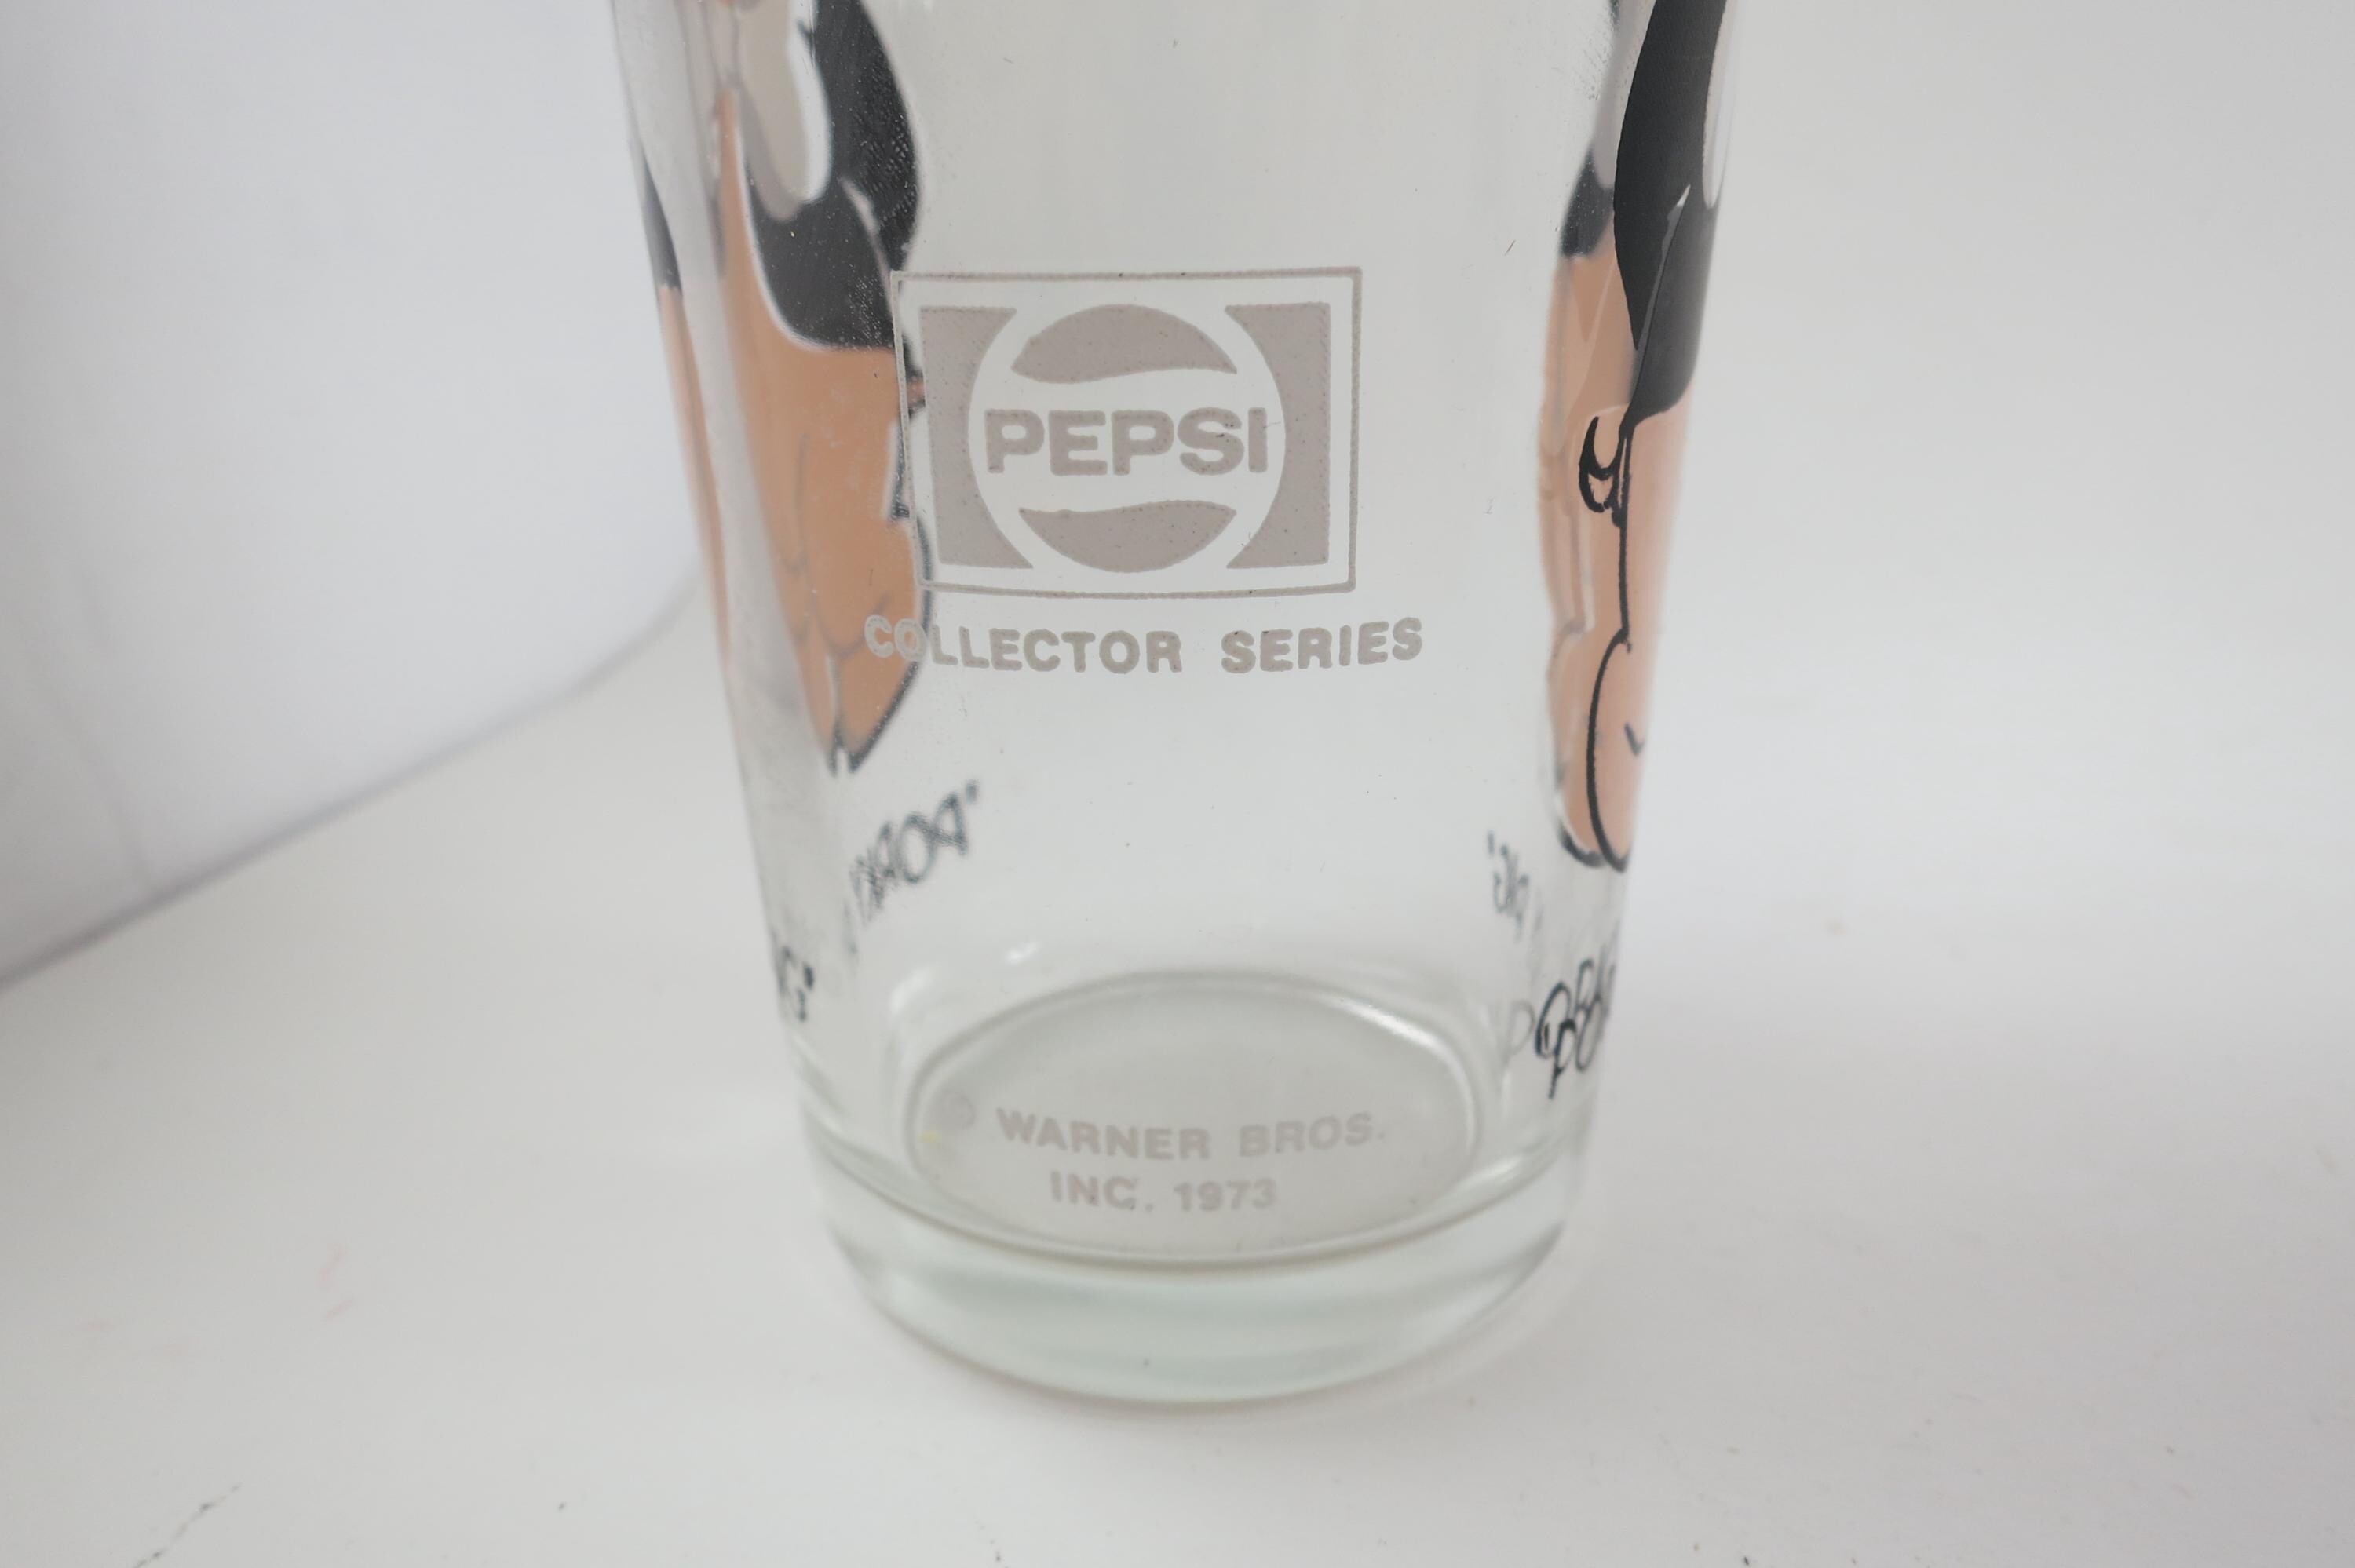 PEPSI
COLLECTOR SERIES
© WARNER BROS.
INC. 1973